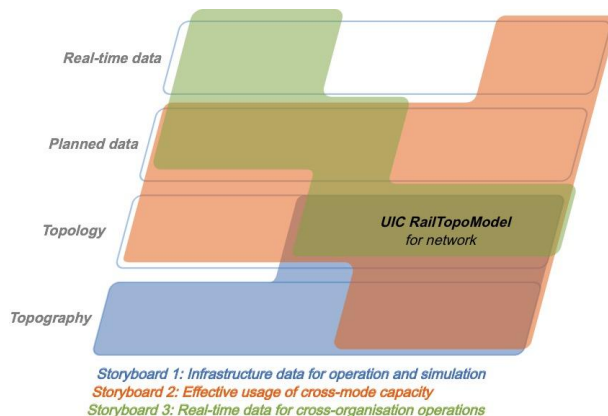 Real-time data
Planned data
Topology
UIC RailTopoModel
for network
Topography
Storyboard 1: Infrastructure data for operation and simulation
Storyboard 2: Effective usage of cross-mode capacity
Storyboard 3: Real-time data for cross-organisation operations